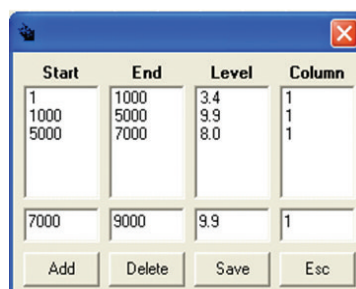 Start End Level Column
1 1000 3.4 1
1000 5000 9.9 1
5000 7000 8.0 1
7000 9000 9.9 1
Add Delete Save Esc